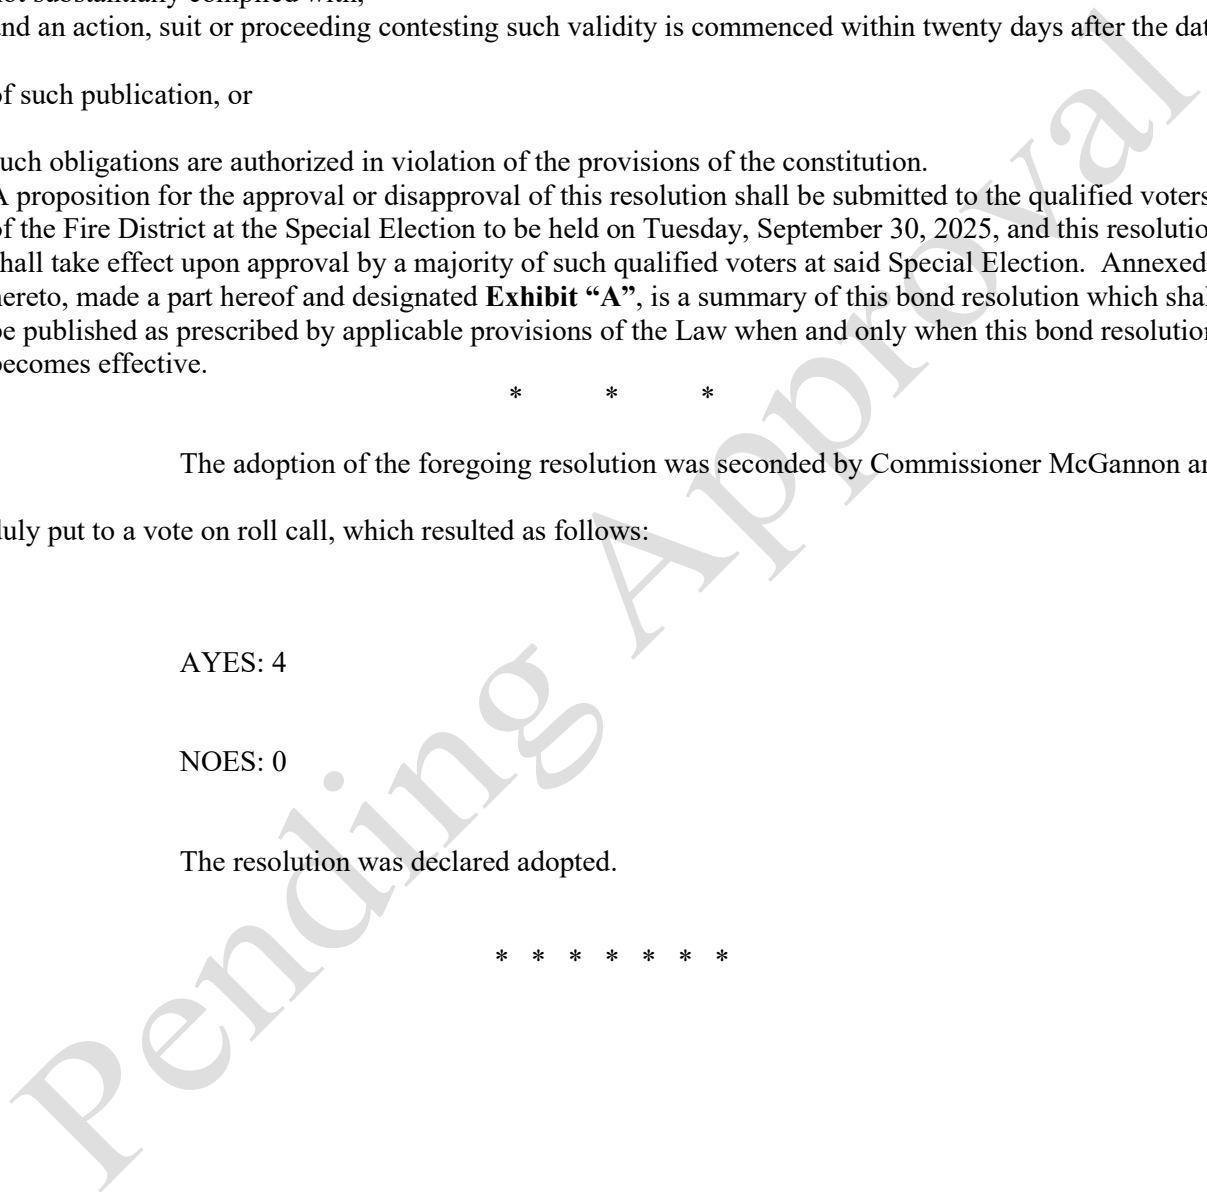 not substantially complied with,
and an action, suit or proceeding contesting such validity is commenced within twenty days after the dat
of such publication, or
uch obligations are authorized in violation of the provisions of the constitution.
A proposition for the approval or disapproval of this resolution shall be submitted to the qualified voters
of the Fire District at the Special Election to be held on Tuesday, September 30, 2025, and this resolutio
hall take effect upon approval by a majority of such qualified voters at said Special Election. Annexed
hereto, made a part hereof and designated Exhibit “A”, is a summary of this bond resolution which shal
be published as prescribed by applicable provisions of the Law when and only when this bond resolution
becomes effective.
* * *
The adoption of the foregoing resolution was seconded by Commissioner McGannon an
duly put to a vote on roll call, which resulted as follows:
AYES: 4
NOES: 0
The resolution was declared adopted.
* * * * * * *
Pending Approval